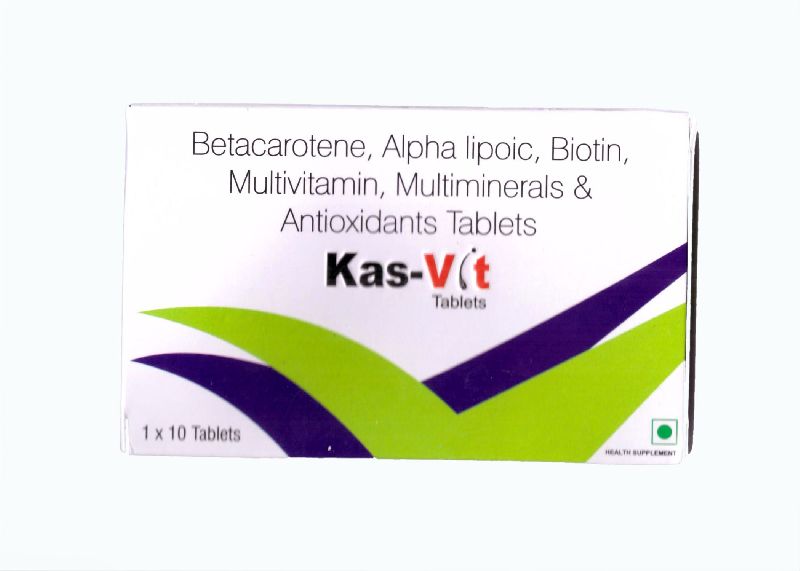 Betacarotene, Alpha lipoic, Biotin,
Multivitamin, Multiminerals &
Antioxidants Tablets
Kas-Vit
Tablets
1 x 10 Tablets
HEALTH SUPPLEMENT